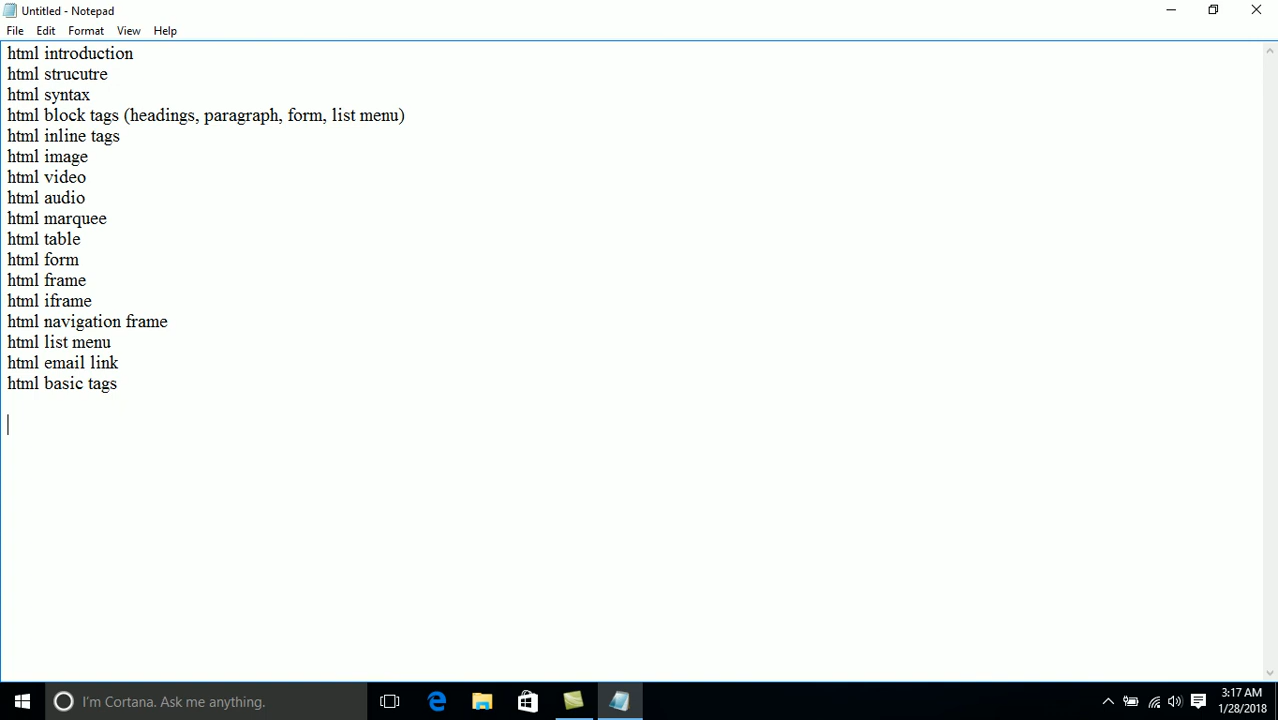 Untitled - Notepad
File Edit Format View Help
html introduction
html strucutre
html syntax
html block tags (headings, paragraph, form, list menu)
html inline tags
html image
html video
html audio
html marquee
html table
html form
html frame
html iframe
html navigation frame
html list menu
html email link
html basic tags
I'm Cortana. Ask me anything.
3:17 AM
1/28/2018